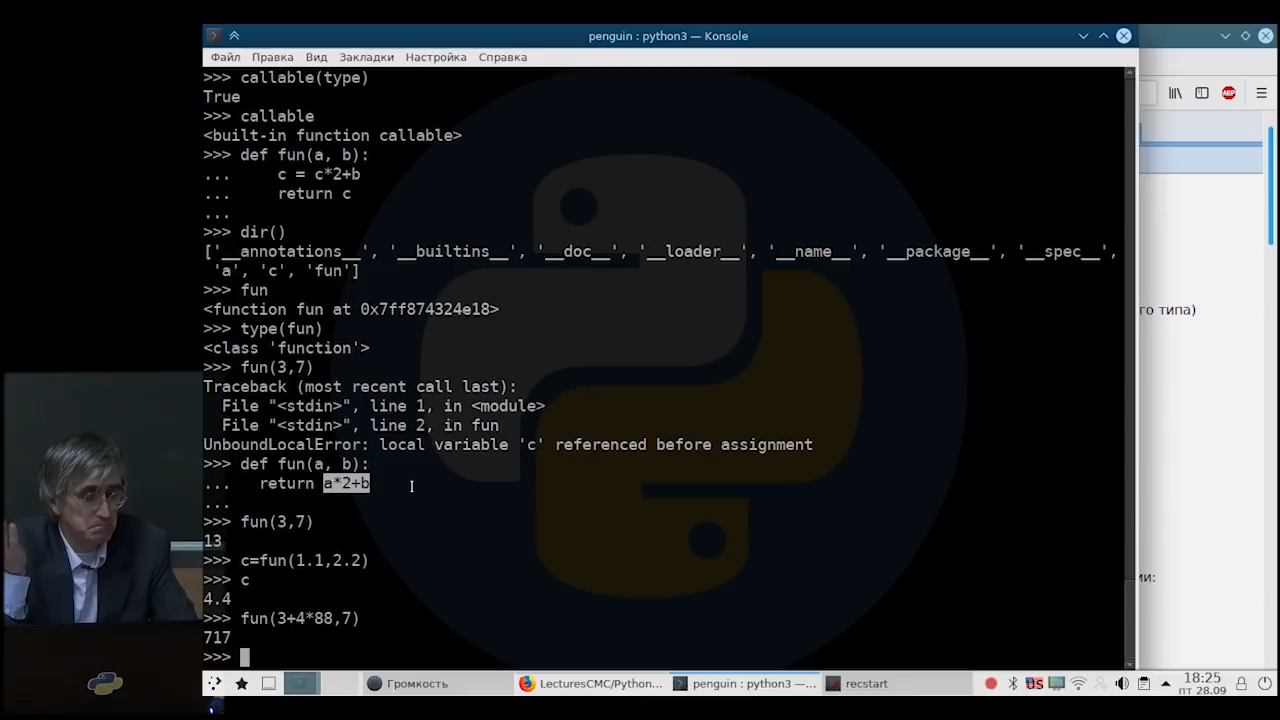 penguin : python3 — Konsole
Файл Правка Вид Закладки Настройка Справка
>>> callable(type)
True
>>> callable
<built-in function callable>
>>> def fun(a, b):
...     c = c*2+b
...     return c
...
>>> dir()
['__annotations__', '__builtins__', '__doc__', '__loader__', '__name__', '__package__', '__spec__',
'a', 'c', 'fun']
>>> fun
<function fun at 0x7ff874324e18>
>>> type(fun)
<class 'function'>
>>> fun(3,7)
Traceback (most recent call last):
  File "<stdin>", line 1, in <module>
  File "<stdin>", line 2, in fun
UnboundLocalError: local variable 'c' referenced before assignment
>>> def fun(a, b):
...   return a*2+b
...
>>> fun(3,7)
13
>>> c=fun(1.1,2.2)
>>> c
4.4
>>> fun(3+4*88,7)
717
>>>
ABP
го типа)
ии:
Громкость
LecturesCMC/Python...
penguin : python3 —...
recstart
US
18:25
пт 28.09